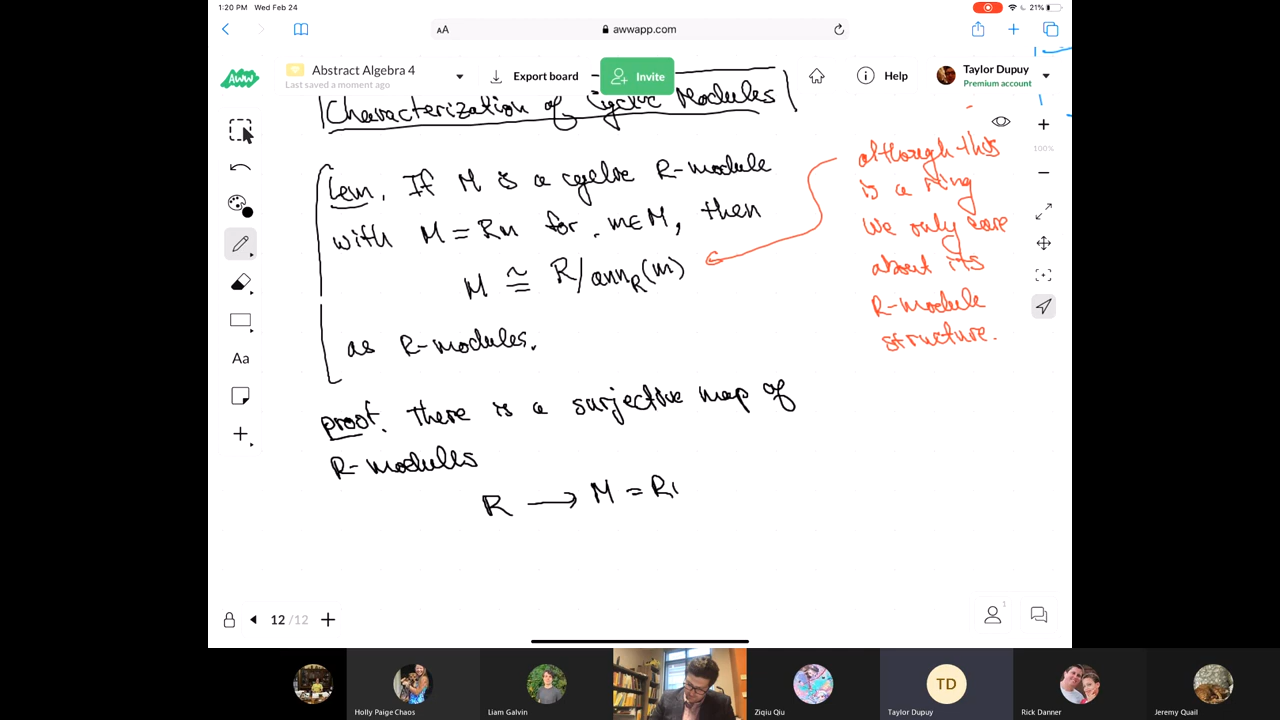 1:20 PM Wed Feb 24
21%
AA
awwapp.com
AWW
Abstract Algebra 4
Last saved a moment ago
Export board
Invite
Help
Taylor Dupuy
Premium account
100%
Characterization of Cyclic Modules
Lem. If M is a cyclic R-module
with M = Rm for m∈M, then
M ≅ R/ann_R(m)
as R-modules.
although this
is a ring
we only care
about its
R-module
structure.
proof. There is a surjective map of
R-modules
R → M = R
Aa
12 /12
1
TD
Holly Paige Chaos
Liam Galvin
Ziqiu Qiu
Taylor Dupuy
Rick Danner
Jeremy Quail